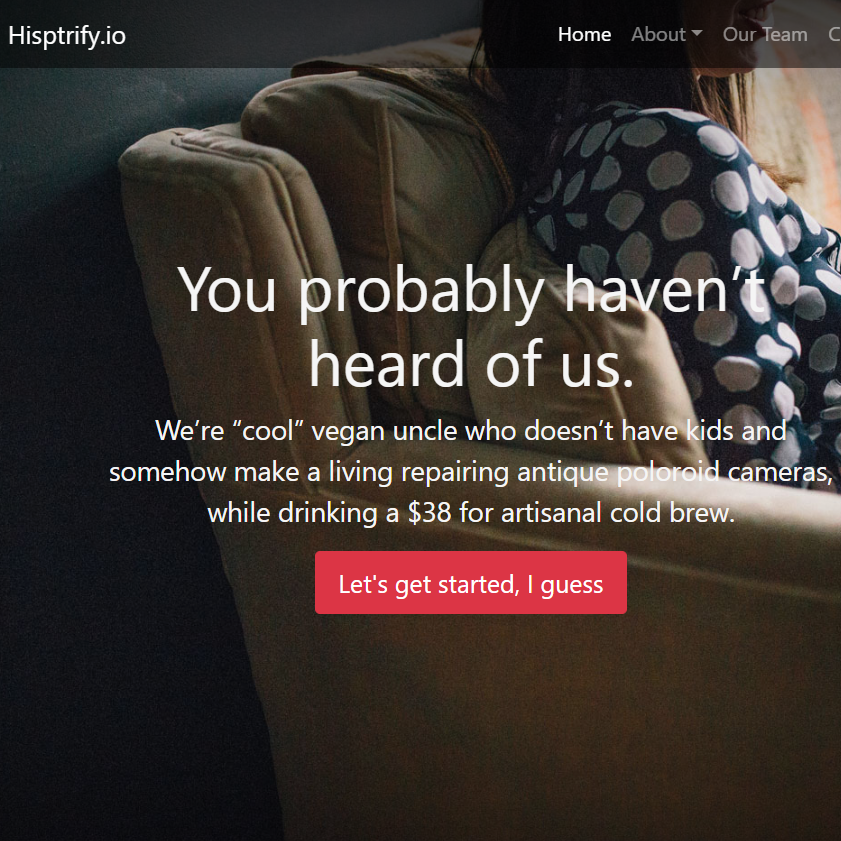 Hisptrify.io
Home About Our Team C
You probably haven’t
heard of us.
We’re “cool” vegan uncle who doesn’t have kids and
somehow make a living repairing antique poloroid cameras,
while drinking a $38 for artisanal cold brew.
Let's get started, I guess